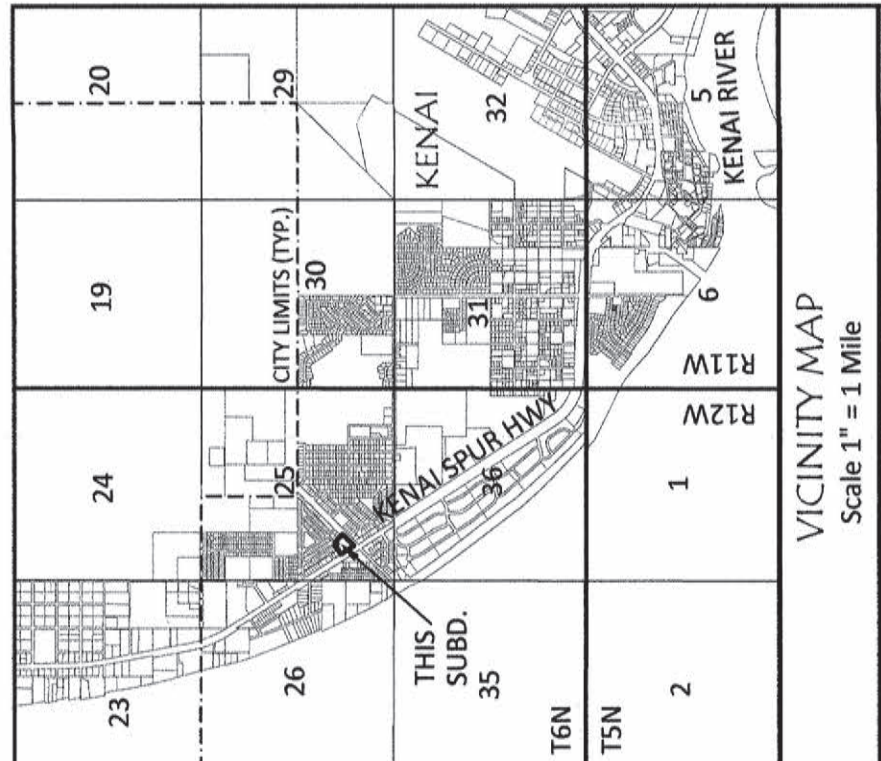 20
29
KENAI
32
5
KENAI RIVER
19
CITY LIMITS (TYP.)
30
31
6
R11W
R12W
24
25
KENAI SPUR HWY
36
1
23
26
THIS
SUBD.
35
T6N
T5N
2
VICINITY MAP
Scale 1" = 1 Mile